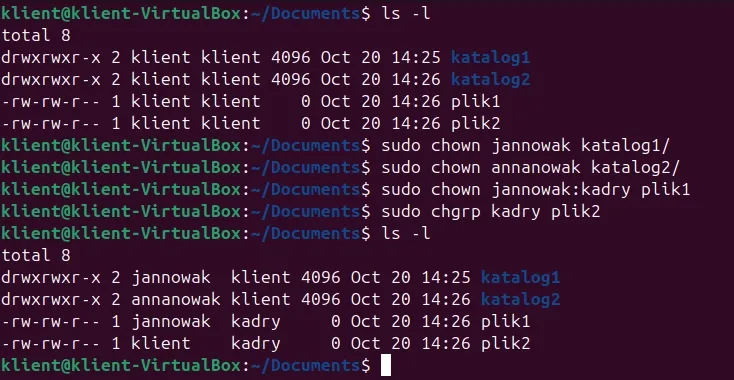 klient@klient-VirtualBox:~/Documents$ ls -l
total 8
drwxrwxr-x 2 klient klient 4096 Oct 20 14:25 katalog1
drwxrwxr-x 2 klient klient 4096 Oct 20 14:26 katalog2
-rw-rw-r-- 1 klient klient    0 Oct 20 14:26 plik1
-rw-rw-r-- 1 klient klient    0 Oct 20 14:26 plik2
klient@klient-VirtualBox:~/Documents$ sudo chown jannowak katalog1/
klient@klient-VirtualBox:~/Documents$ sudo chown annanowak katalog2/
klient@klient-VirtualBox:~/Documents$ sudo chown jannowak:kadry plik1
klient@klient-VirtualBox:~/Documents$ sudo chgrp kadry plik2
klient@klient-VirtualBox:~/Documents$ ls -l
total 8
drwxrwxr-x 2 jannowak  klient 4096 Oct 20 14:25 katalog1
drwxrwxr-x 2 annanowak klient 4096 Oct 20 14:26 katalog2
-rw-rw-r-- 1 jannowak  kadry     0 Oct 20 14:26 plik1
-rw-rw-r-- 1 klient    kadry     0 Oct 20 14:26 plik2
klient@klient-VirtualBox:~/Documents$